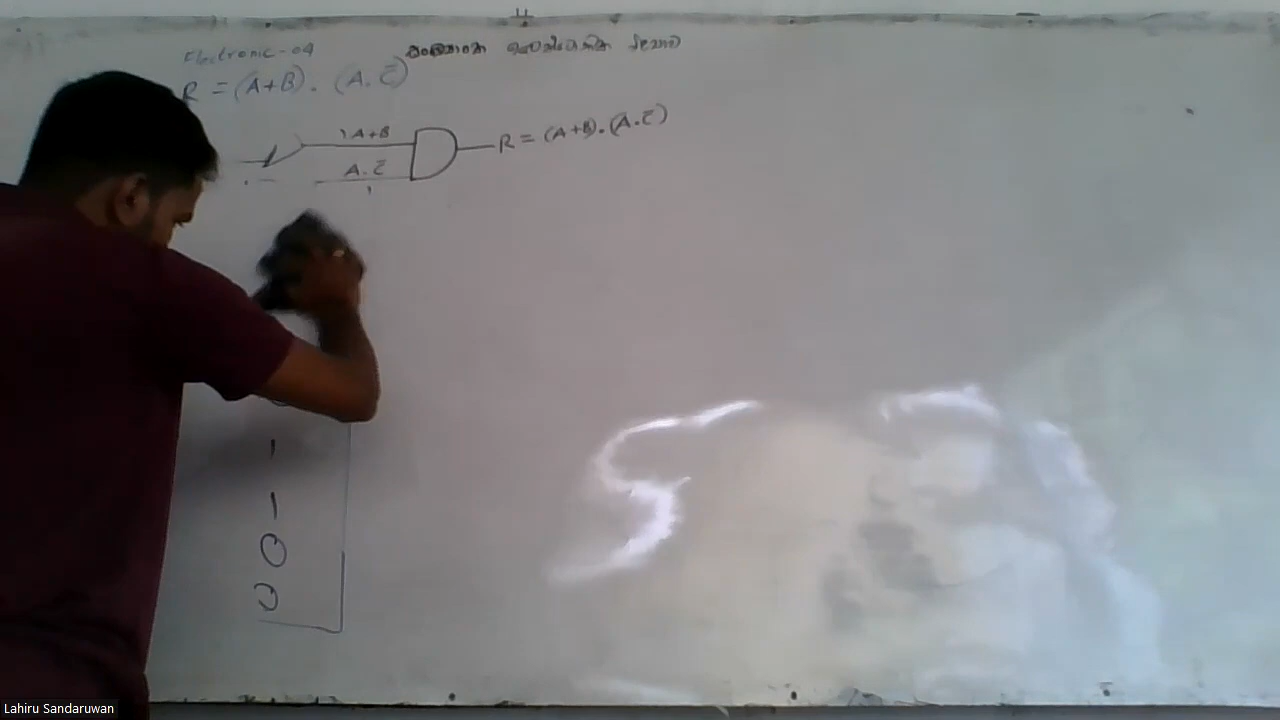 Electronic-04
R = (A+B) . (A.C̅)
1 A+B
R = (A+B).(A.C̅)
A.C̅
1
0
0
Lahiru Sandaruwan